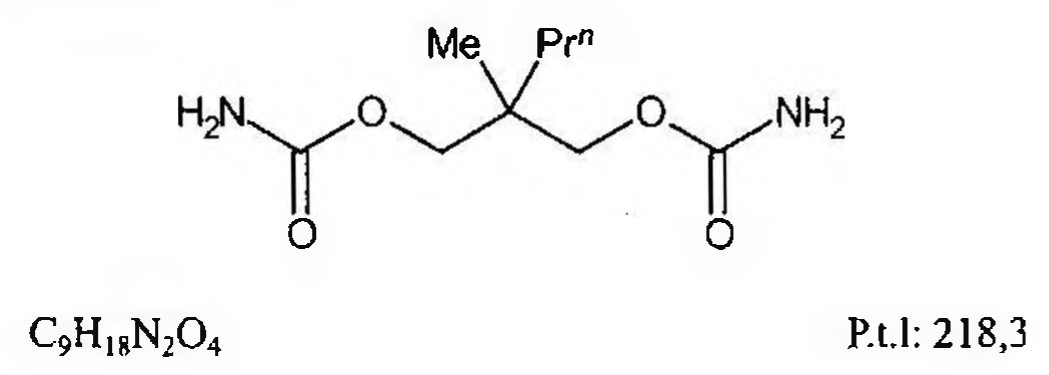 Me Prⁿ
H₂N O O NH₂
O O
C₉H₁₈N₂O₄ P.t.l: 218,3